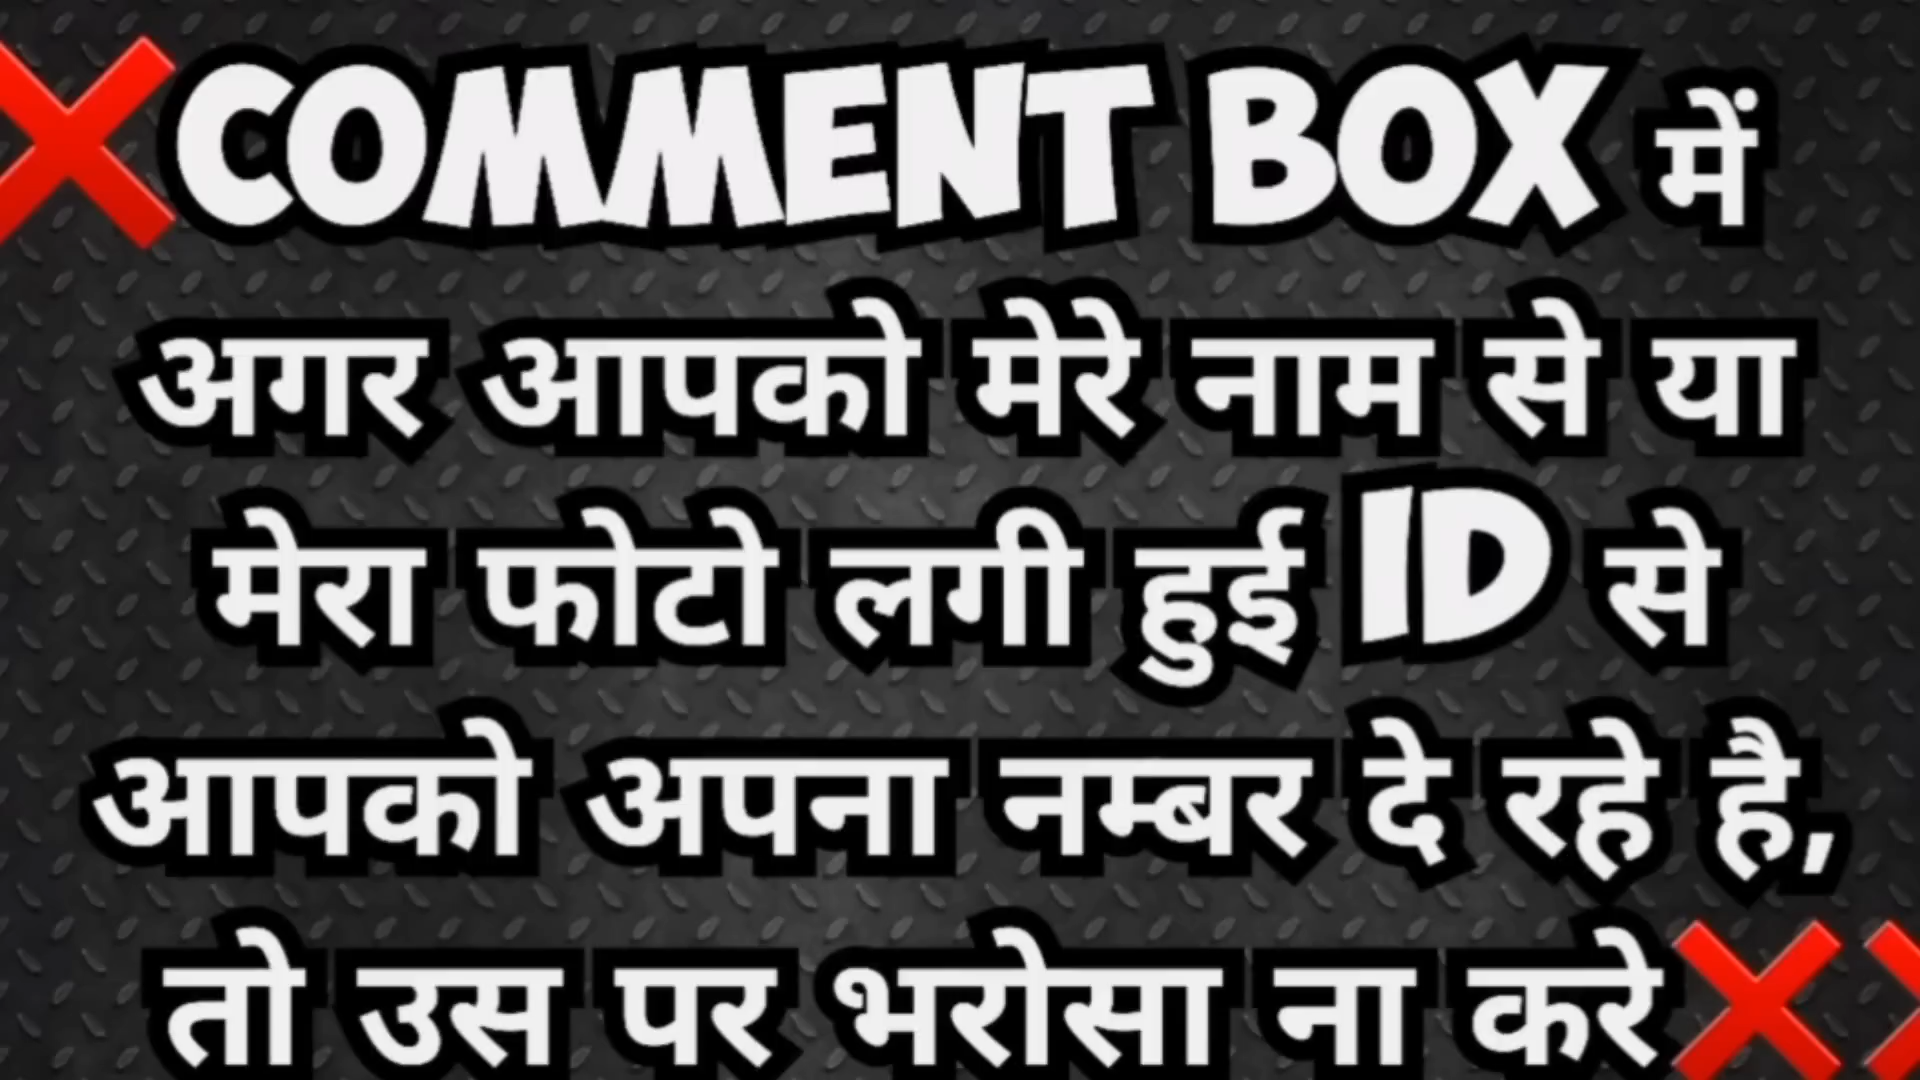 ❌COMMENT BOX में
अगर आपको मेरे नाम से या
मेरा फोटो लगी हुई ID से
आपको अपना नम्बर दे रहे है,
तो उस पर भरोसा ना करे❌❌